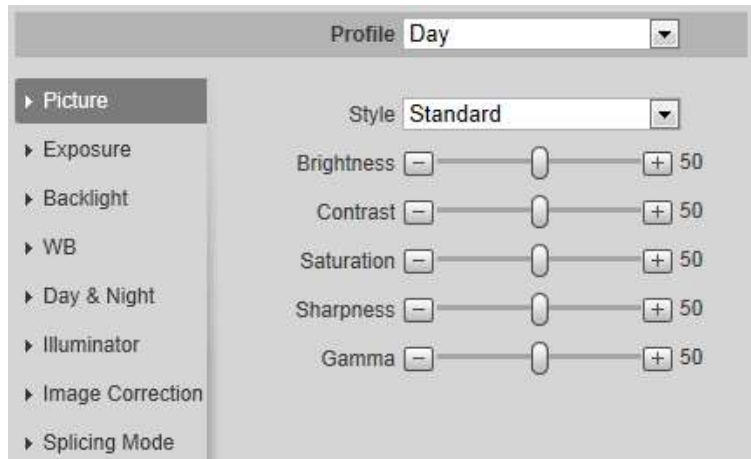 Profile Day
Picture
Exposure
Backlight
WB
Day & Night
Illuminator
Image Correction
Splicing Mode
Style Standard
Brightness 50
Contrast 50
Saturation 50
Sharpness 50
Gamma 50